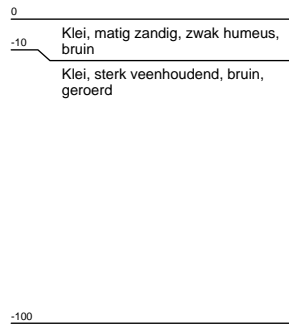 0
Klei, matig zandig, zwak humeus,
bruin
-10
Klei, sterk veenhoudend, bruin,
geroerd
-100